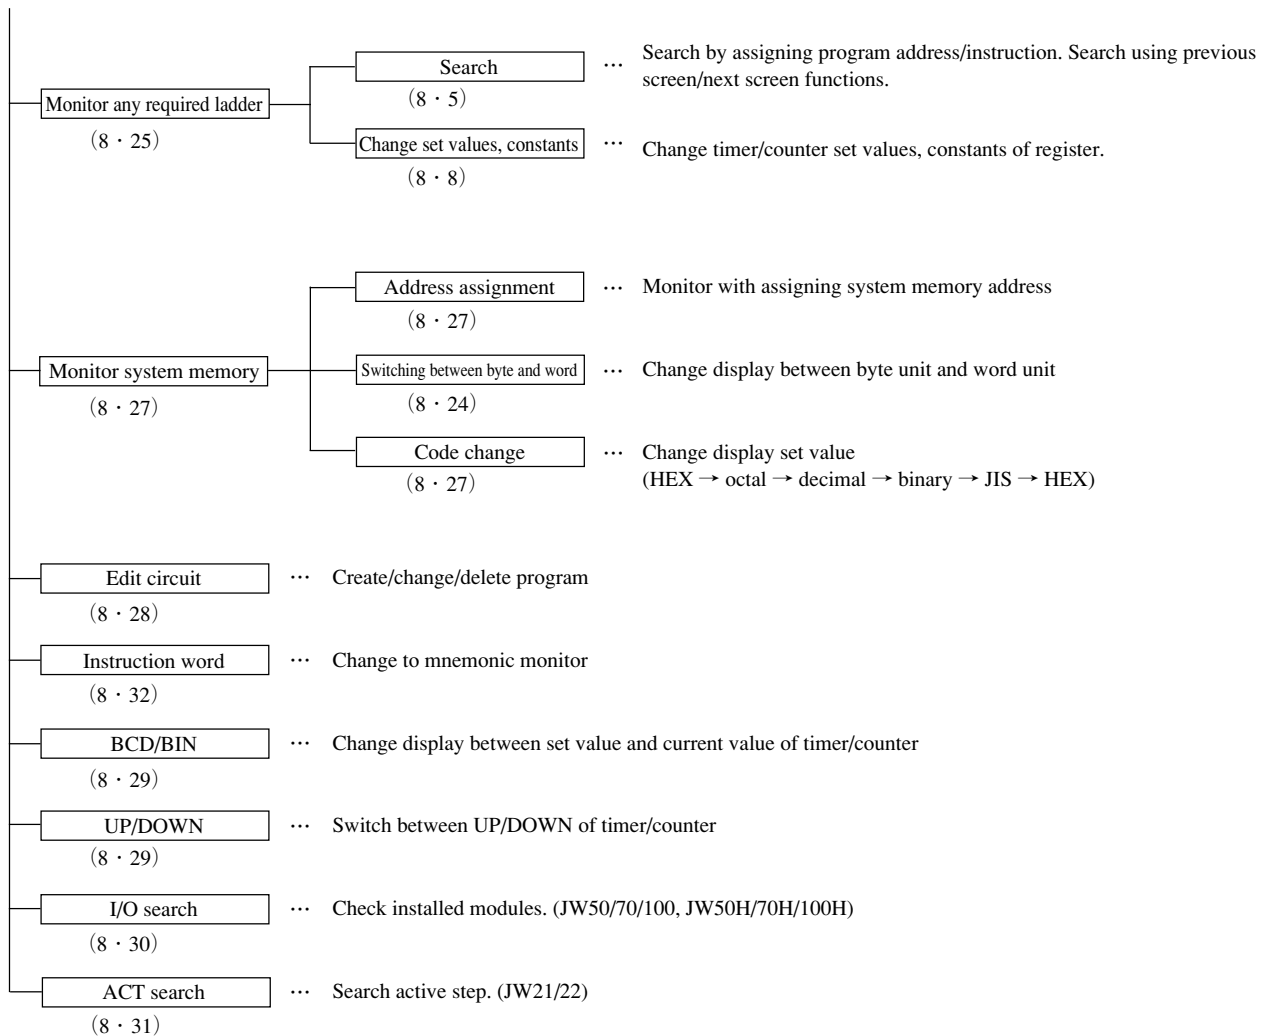 Search
… Search by assigning program address/instruction. Search using previous
screen/next screen functions.
(8・5)
Monitor any required ladder
(8・25)
Change set values, constants
… Change timer/counter set values, constants of register.
(8・8)
Address assignment
… Monitor with assigning system memory address
(8・27)
Monitor system memory
(8・27)
Switching between byte and word
… Change display between byte unit and word unit
(8・24)
Code change
… Change display set value
(HEX → octal → decimal → binary → JIS → HEX)
(8・27)
Edit circuit … Create/change/delete program
(8・28)
Instruction word … Change to mnemonic monitor
(8・32)
BCD/BIN … Change display between set value and current value of timer/counter
(8・29)
UP/DOWN … Switch between UP/DOWN of timer/counter
(8・29)
I/O search … Check installed modules. (JW50/70/100, JW50H/70H/100H)
(8・30)
ACT search … Search active step. (JW21/22)
(8・31)